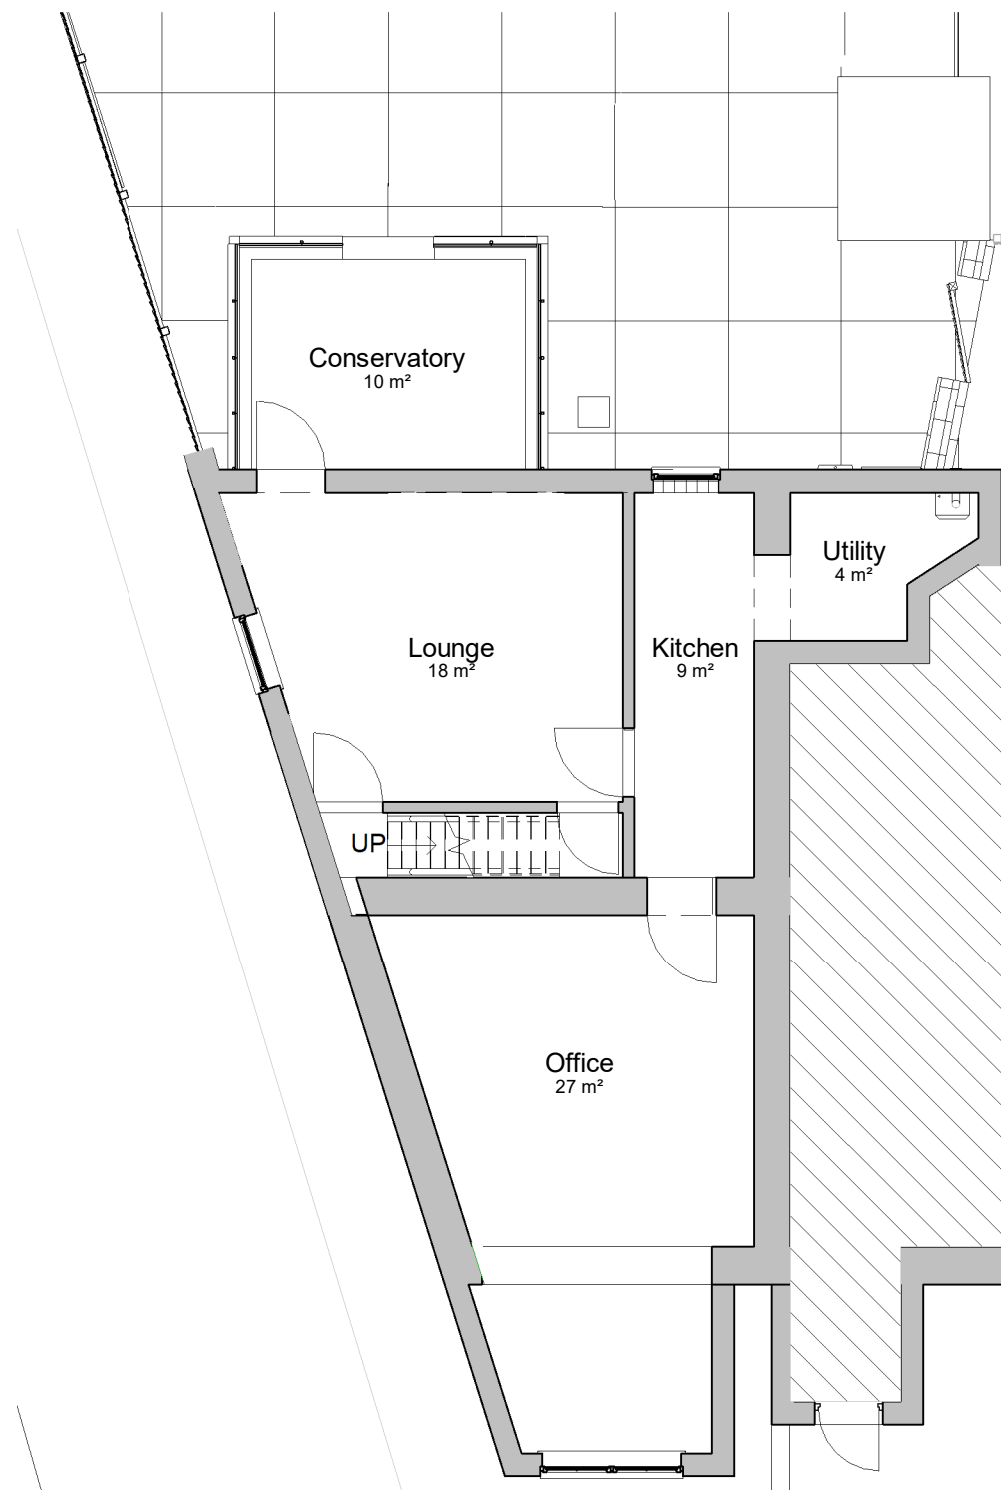 Conservatory
10 m²
Utility
4 m²
Lounge
18 m²
Kitchen
9 m²
UP
Office
27 m²